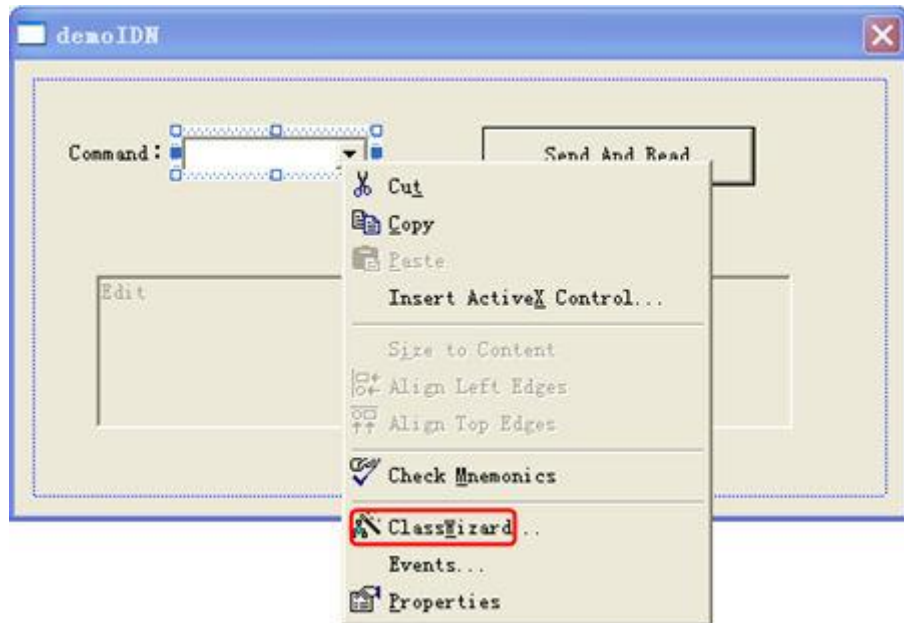 demoIDN
Command:
Send And Read
Edit
Cut
Copy
Paste
Insert ActiveX Control...
Size to Content
Align Left Edges
Align Top Edges
Check Mnemonics
ClassWizard...
Events...
Properties